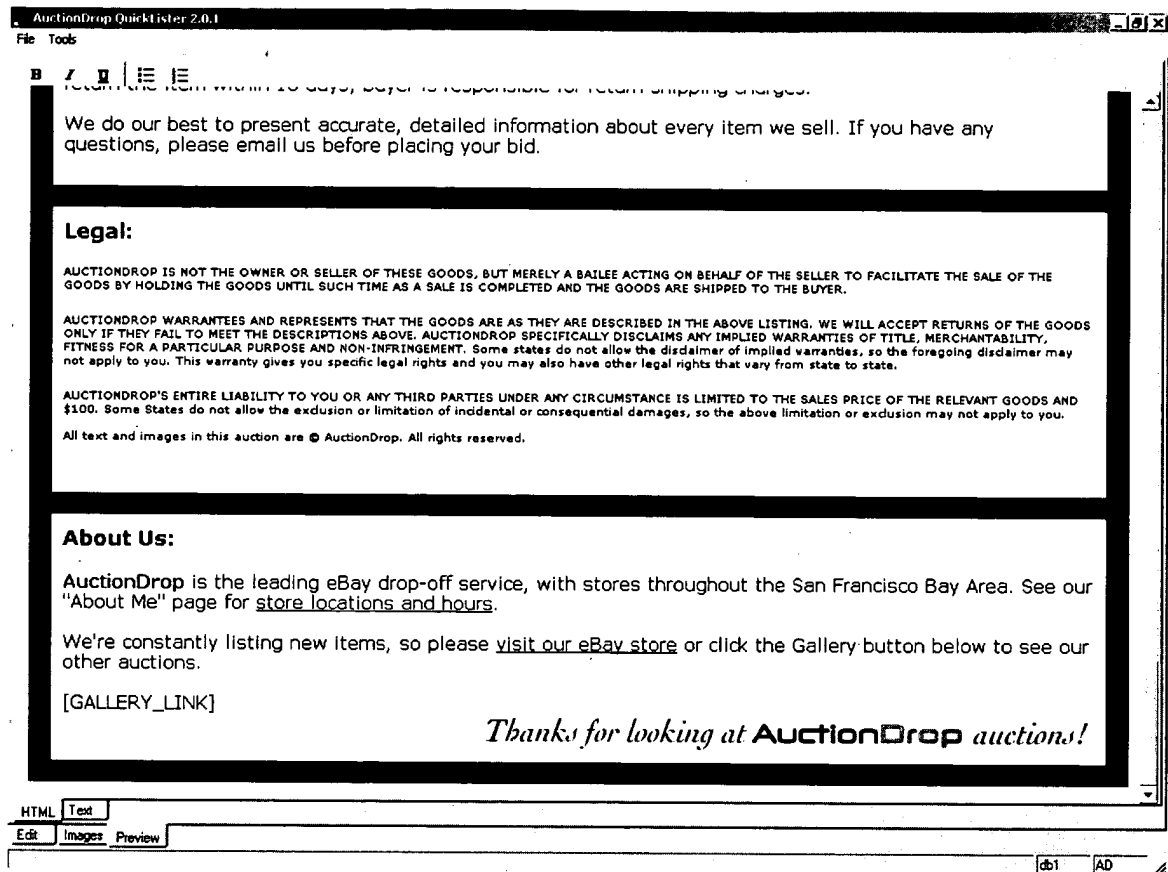 AuctionDrop QuickLister 2.0.1
File Tools
B I U
return the item within 10 days, buyer is responsible for return shipping charges.
We do our best to present accurate, detailed information about every item we sell. If you have any
questions, please email us before placing your bid.
Legal:
AUCTIONDROP IS NOT THE OWNER OR SELLER OF THESE GOODS, BUT MERELY A BAILEE ACTING ON BEHALF OF THE SELLER TO FACILITATE THE SALE OF THE
GOODS BY HOLDING THE GOODS UNTIL SUCH TIME AS A SALE IS COMPLETED AND THE GOODS ARE SHIPPED TO THE BUYER.
AUCTIONDROP WARRANTEES AND REPRESENTS THAT THE GOODS ARE AS THEY ARE DESCRIBED IN THE ABOVE LISTING. WE WILL ACCEPT RETURNS OF THE GOODS
ONLY IF THEY FAIL TO MEET THE DESCRIPTIONS ABOVE. AUCTIONDROP SPECIFICALLY DISCLAIMS ANY IMPLIED WARRANTIES OF TITLE, MERCHANTABILITY,
FITNESS FOR A PARTICULAR PURPOSE AND NON-INFRINGEMENT. Some states do not allow the disclaimer of implied warranties, so the foregoing disclaimer may
not apply to you. This warranty gives you specific legal rights and you may also have other legal rights that vary from state to state.
AUCTIONDROP'S ENTIRE LIABILITY TO YOU OR ANY THIRD PARTIES UNDER ANY CIRCUMSTANCE IS LIMITED TO THE SALES PRICE OF THE RELEVANT GOODS AND
$100. Some States do not allow the exclusion or limitation of incidental or consequential damages, so the above limitation or exclusion may not apply to you.
All text and images in this auction are © AuctionDrop. All rights reserved.
About Us:
AuctionDrop is the leading eBay drop-off service, with stores throughout the San Francisco Bay Area. See our
"About Me" page for store locations and hours.
We're constantly listing new items, so please visit our eBay store or click the Gallery button below to see our
other auctions.
[GALLERY_LINK]
Thanks for looking at AuctionDrop auctions!
HTML Text
Edit Images Preview
db1 AD